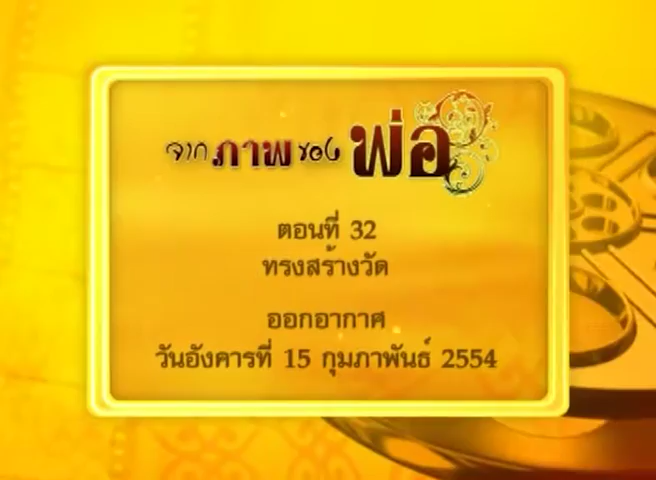 จากภาพของพ่อ
ตอนที่ 32
ทรงสร้างวัด
ออกอากาศ
วันอังคารที่ 15 กุมภาพันธ์ 2554